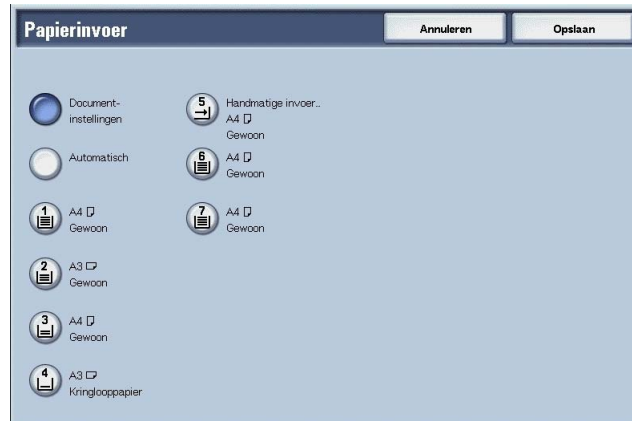 Papierinvoer
Annuleren
Opslaan
Document-
instellingen
Automatisch
1
A4
Gewoon
2
A3
Gewoon
3
A4
Gewoon
4
A3
Kringlooppapier
5
Handmatige invoer..
A4
Gewoon
6
A4
Gewoon
7
A4
Gewoon